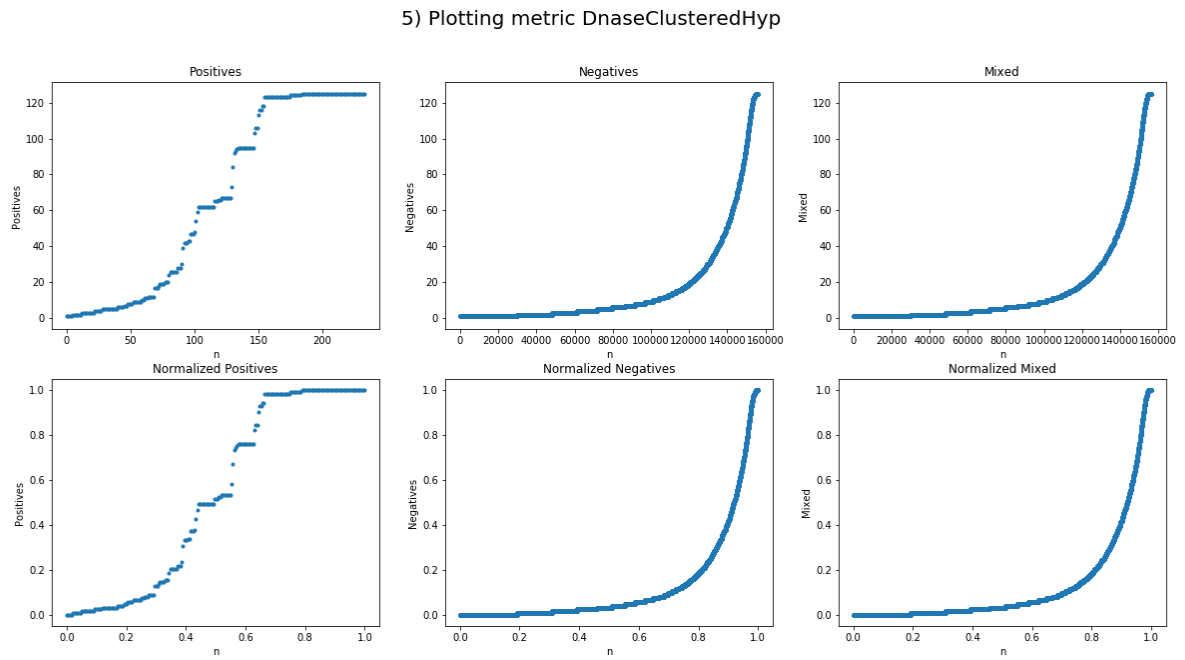 5) Plotting metric DnaseClusteredHyp
Positives
Positives
120
100
80
60
40
20
0
0 50 100 150 200
n
Negatives
Negatives
120
100
80
60
40
20
0
0 20000 40000 60000 80000 100000 120000 140000 160000
n
Mixed
Mixed
120
100
80
60
40
20
0
0 20000 40000 60000 80000 100000 120000 140000 160000
n
Normalized Positives
Positives
1.0
0.8
0.6
0.4
0.2
0.0
0.0 0.2 0.4 0.6 0.8 1.0
n
Normalized Negatives
Negatives
1.0
0.8
0.6
0.4
0.2
0.0
0.0 0.2 0.4 0.6 0.8 1.0
n
Normalized Mixed
Mixed
1.0
0.8
0.6
0.4
0.2
0.0
0.0 0.2 0.4 0.6 0.8 1.0
n